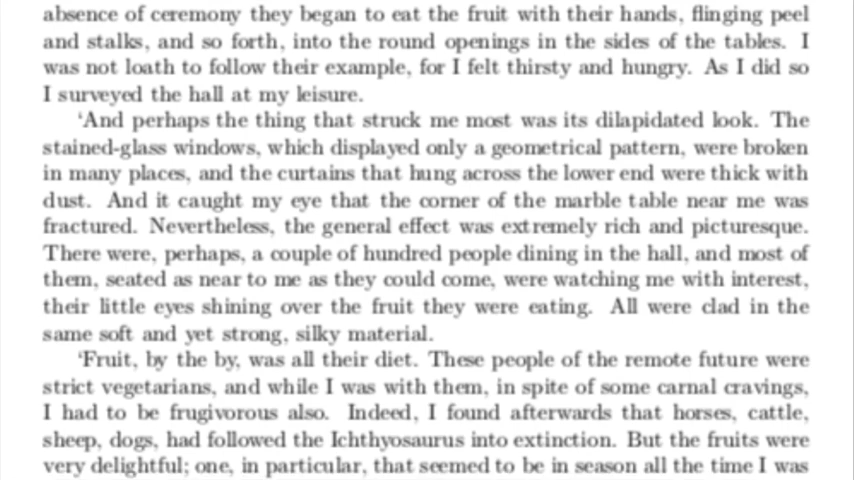 absence of ceremony they began to eat the fruit with their hands, flinging peel
and stalks, and so forth, into the round openings in the sides of the tables. I
was not loath to follow their example, for I felt thirsty and hungry. As I did so
I surveyed the hall at my leisure.
‘And perhaps the thing that struck me most was its dilapidated look. The
stained-glass windows, which displayed only a geometrical pattern, were broken
in many places, and the curtains that hung across the lower end were thick with
dust. And it caught my eye that the corner of the marble table near me was
fractured. Nevertheless, the general effect was extremely rich and picturesque.
There were, perhaps, a couple of hundred people dining in the hall, and most of
them, seated as near to me as they could come, were watching me with interest,
their little eyes shining over the fruit they were eating. All were clad in the
same soft and yet strong, silky material.
‘Fruit, by the by, was all their diet. These people of the remote future were
strict vegetarians, and while I was with them, in spite of some carnal cravings,
I had to be frugivorous also. Indeed, I found afterwards that horses, cattle,
sheep, dogs, had followed the Ichthyosaurus into extinction. But the fruits were
very delightful; one, in particular, that seemed to be in season all the time I was